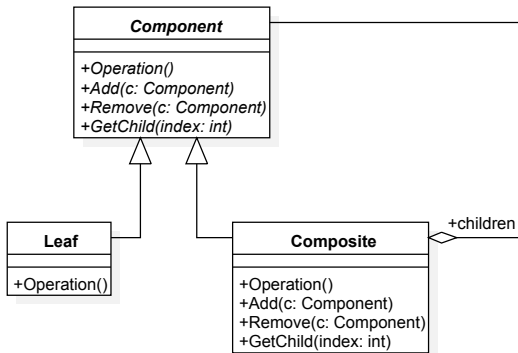 Component
+Operation()
+Add(c: Component)
+Remove(c: Component)
+GetChild(index: int)
Leaf
+Operation()
Composite
+Operation()
+Add(c: Component)
+Remove(c: Component)
+GetChild(index: int)
+children